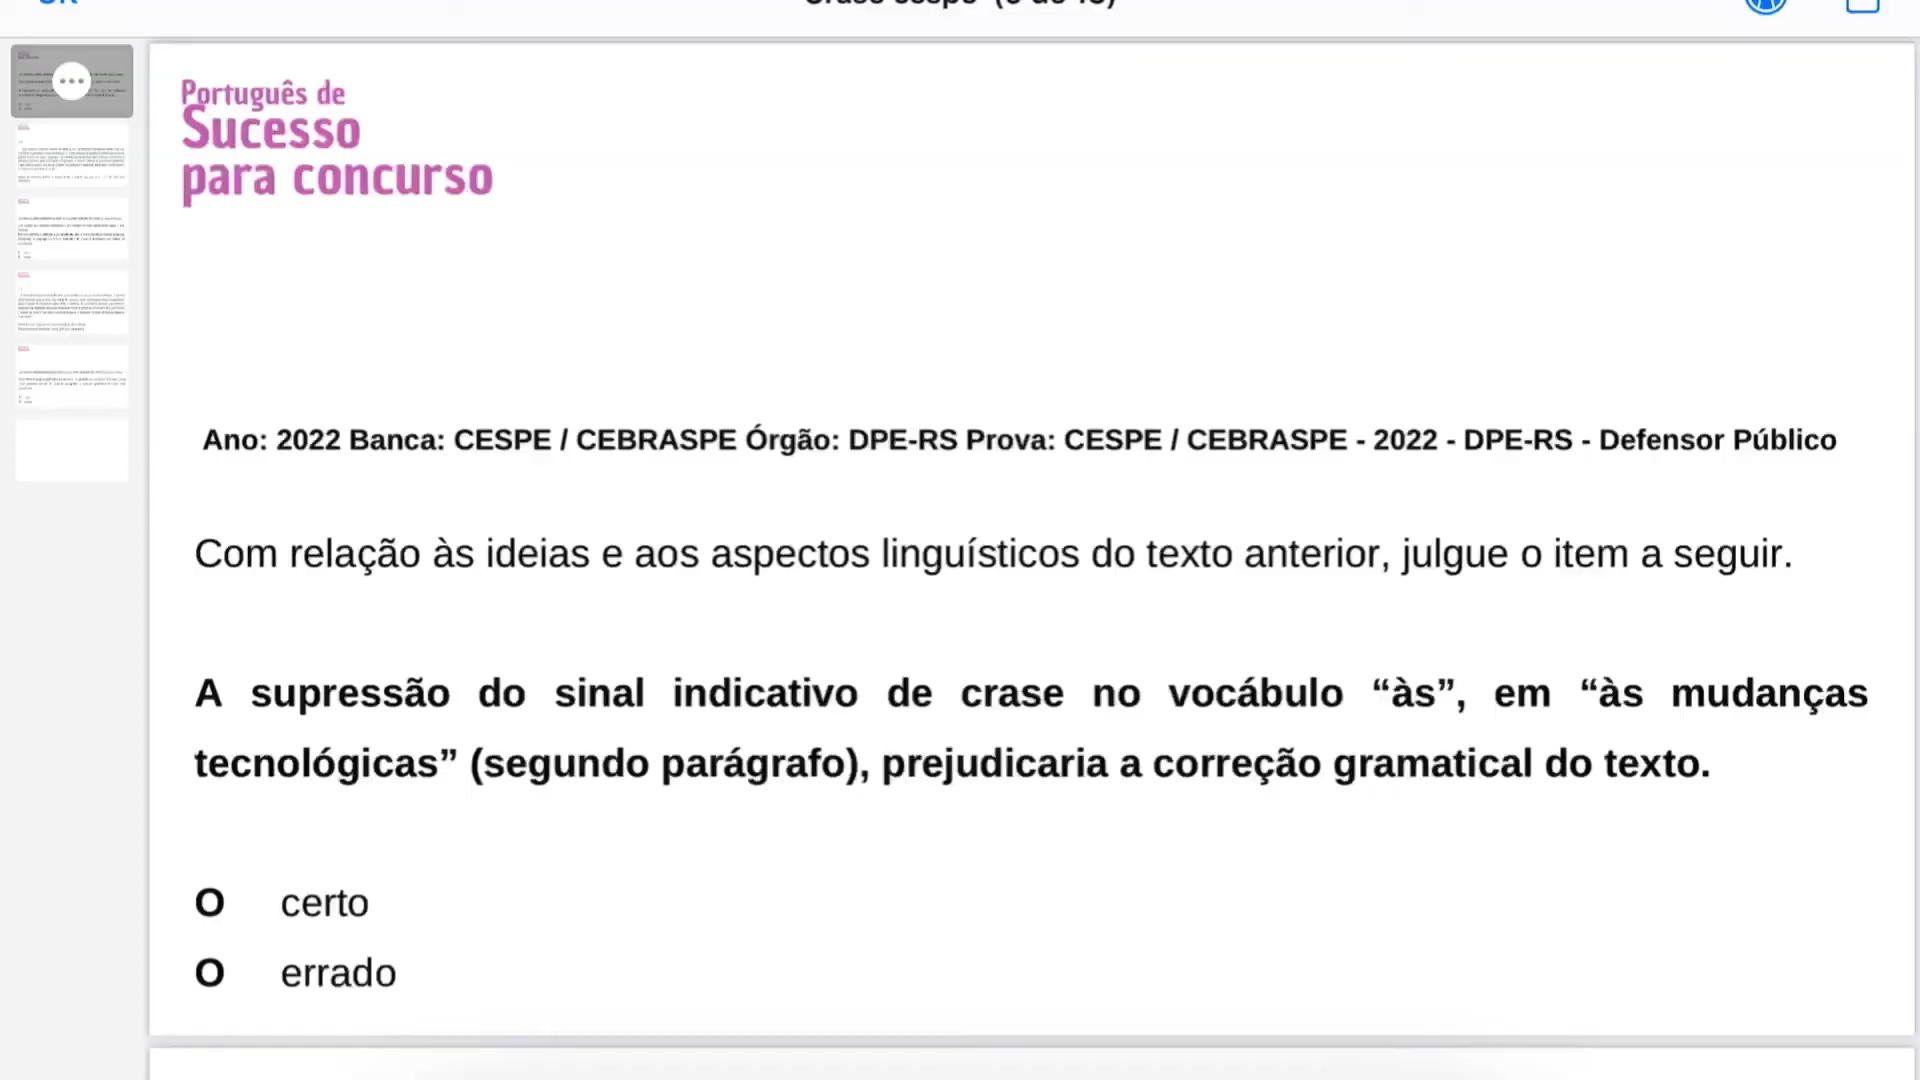 Português de
Sucesso
para concurso
Ano: 2022 Banca: CESPE / CEBRASPE Órgão: DPE-RS Prova: CESPE / CEBRASPE - 2022 - DPE-RS - Defensor Público
Com relação às ideias e aos aspectos linguísticos do texto anterior, julgue o item a seguir.
A supressão do sinal indicativo de crase no vocábulo “às”, em “às mudanças
tecnológicas” (segundo parágrafo), prejudicaria a correção gramatical do texto.
O certo
O errado